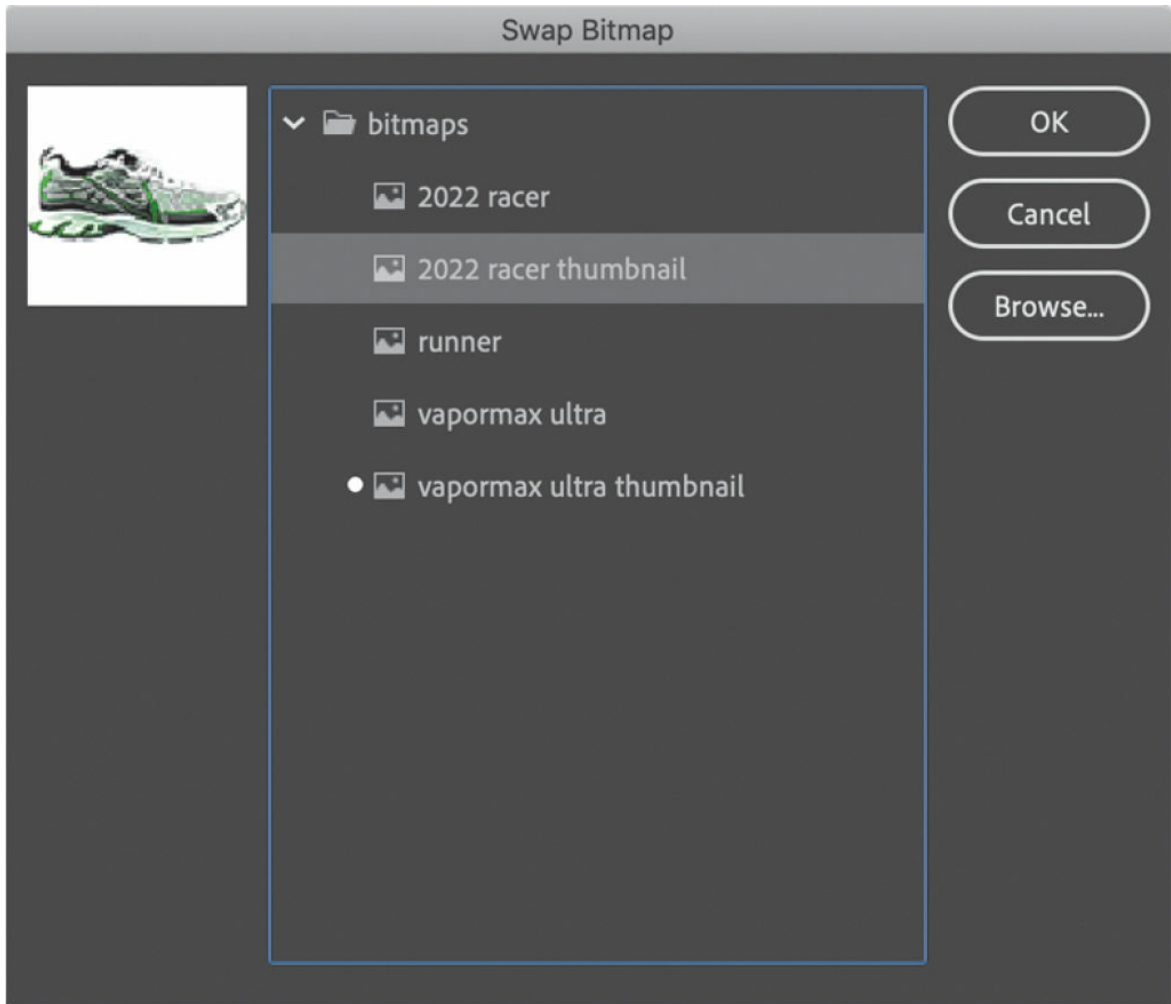 Swap Bitmap
bitmaps
2022 racer
2022 racer thumbnail
runner
vapormax ultra
vapormax ultra thumbnail
OK
Cancel
Browse...